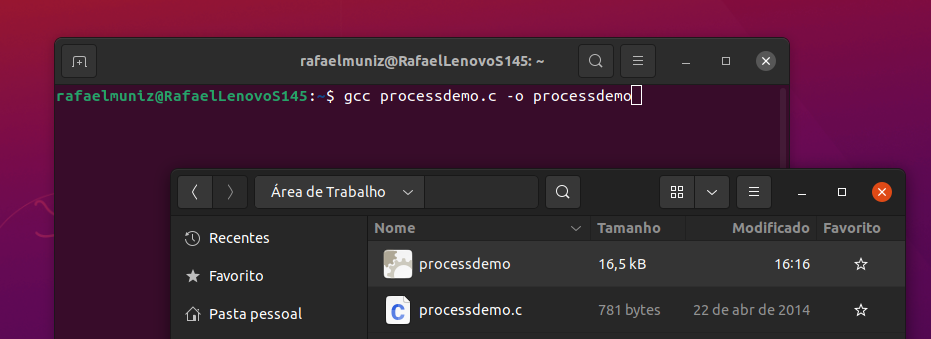 rafaelmuniz@RafaelLenovoS145: ~
rafaelmuniz@RafaelLenovoS145:~$ gcc processdemo.c -o processdemo
Área de Trabalho
Nome Tamanho Modificado Favorito
Recentes
processdemo 16,5 kB 16:16
Favorito
processdemo.c 781 bytes 22 de abr de 2014
Pasta pessoal